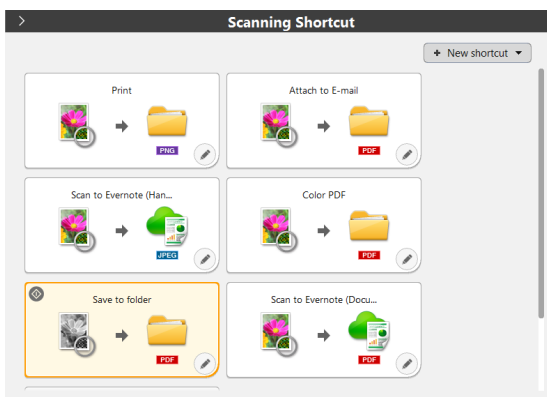 Scanning Shortcut
+ New shortcut
Print
PNG
Attach to E-mail
PDF
Scan to Evernote (Han...
JPEG
Color PDF
PDF
Save to folder
PDF
Scan to Evernote (Docu...
PDF